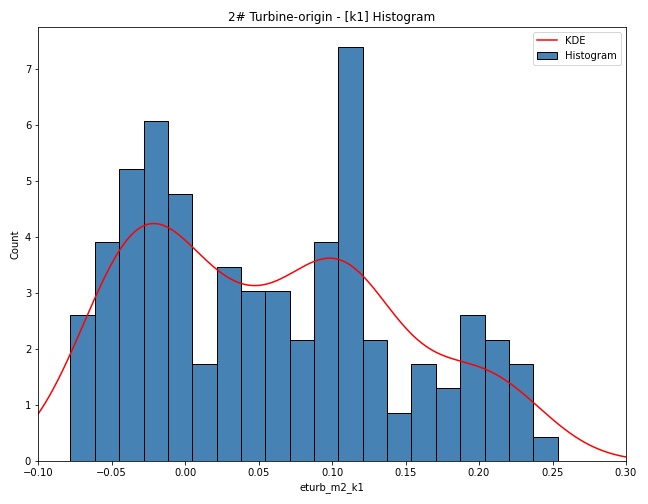 2# Turbine-origin - [k1] Histogram
KDE
Histogram
7
6
5
4
3
2
1
0
Count
−0.10 −0.05 0.00 0.05 0.10 0.15 0.20 0.25 0.30
eturb_m2_k1